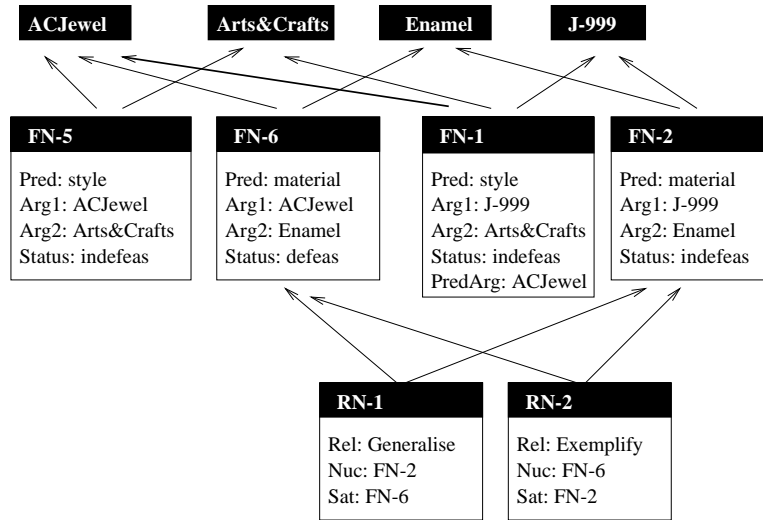 ACJewel
Arts&Crafts
Enamel
J-999
FN-5
Pred: style
Arg1: ACJewel
Arg2: Arts&Crafts
Status: indefeas
FN-6
Pred: material
Arg1: ACJewel
Arg2: Enamel
Status: defeas
FN-1
Pred: style
Arg1: J-999
Arg2: Arts&Crafts
Status: indefeas
PredArg: ACJewel
FN-2
Pred: material
Arg1: J-999
Arg2: Enamel
Status: indefeas
RN-1
Rel: Generalise
Nuc: FN-2
Sat: FN-6
RN-2
Rel: Exemplify
Nuc: FN-6
Sat: FN-2